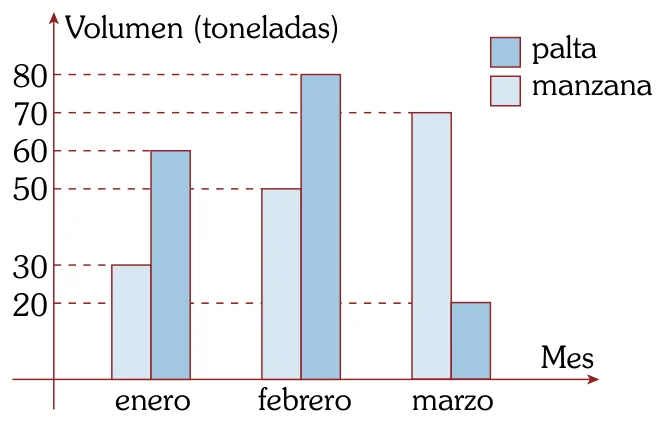 Volumen (toneladas)
palta
manzana
80
70
60
50
30
20
Mes
enero febrero marzo